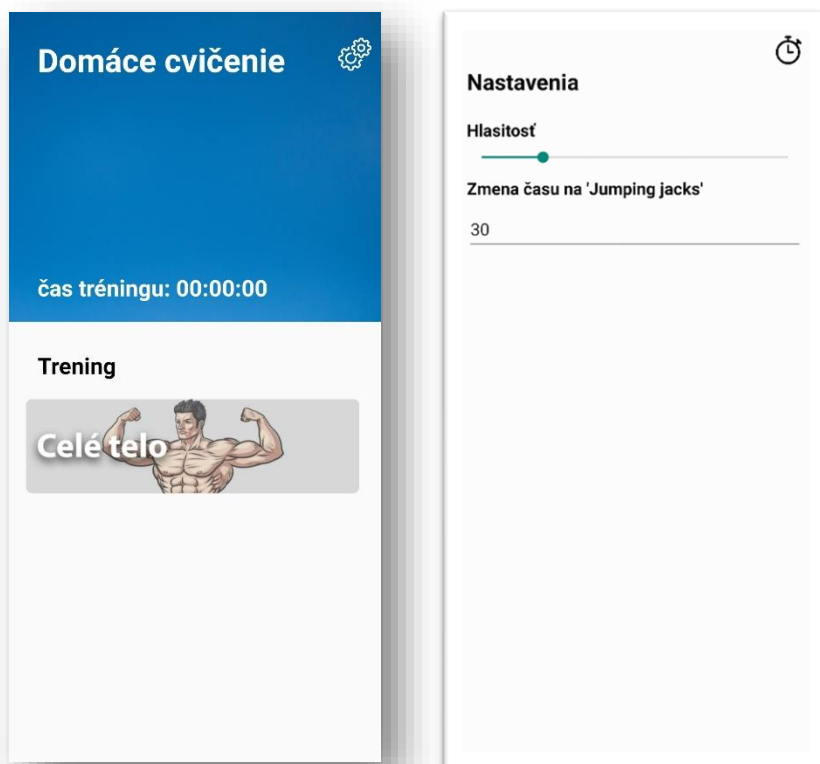 Domáce cvičenie
čas tréningu: 00:00:00
Trening
Celé telo
Nastavenia
Hlasitosť
Zmena času na 'Jumping jacks'
30